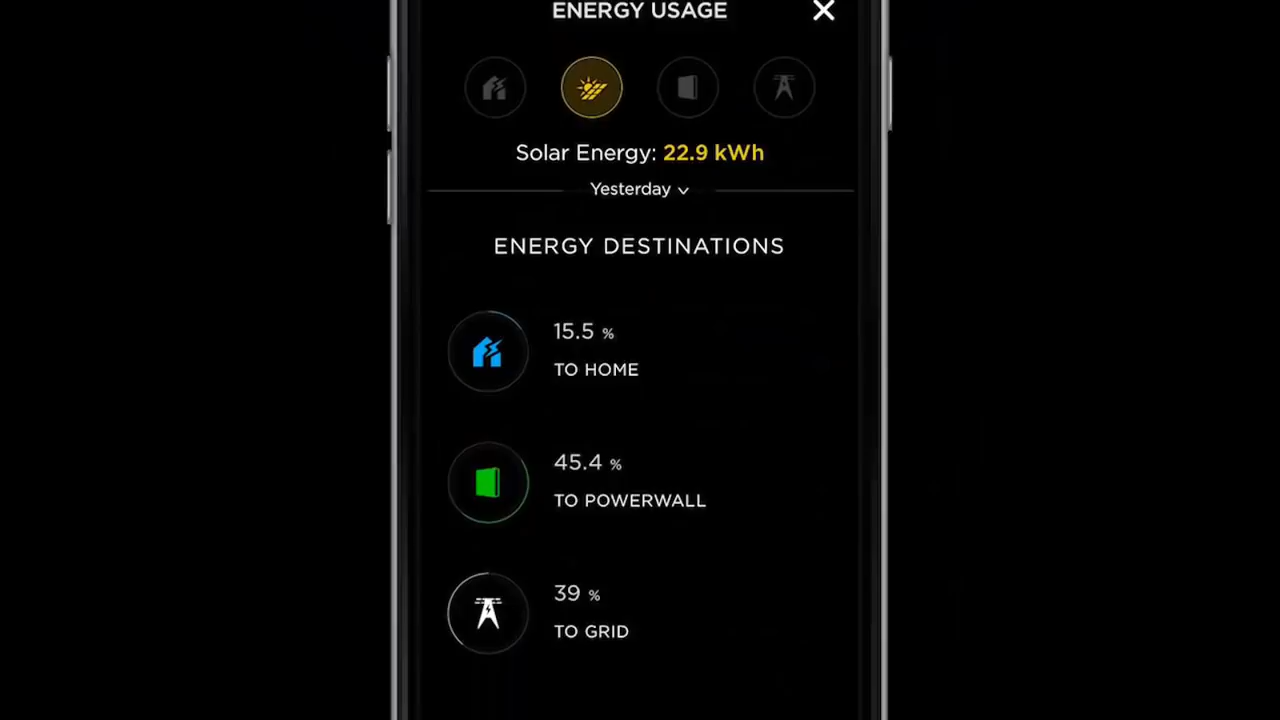 ENERGY USAGE
Solar Energy: 22.9 kWh
Yesterday
ENERGY DESTINATIONS
15.5 %
TO HOME
45.4 %
TO POWERWALL
39 %
TO GRID